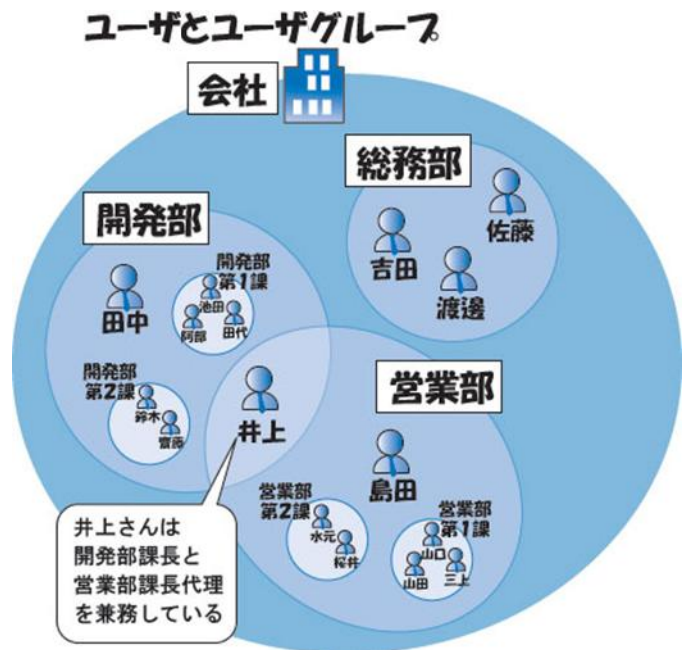 ユーザとユーザグループ
会社
総務部
佐藤
吉田
渡邊
開発部
田中
開発部
第1課
池田
阿部
田代
開発部
第2課
鈴木
齋藤
井上
営業部
島田
営業部
第2課
水元
桜井
営業部
第1課
山口
山田
三上
井上さんは
開発部課長と
営業部課長代理
を兼務している